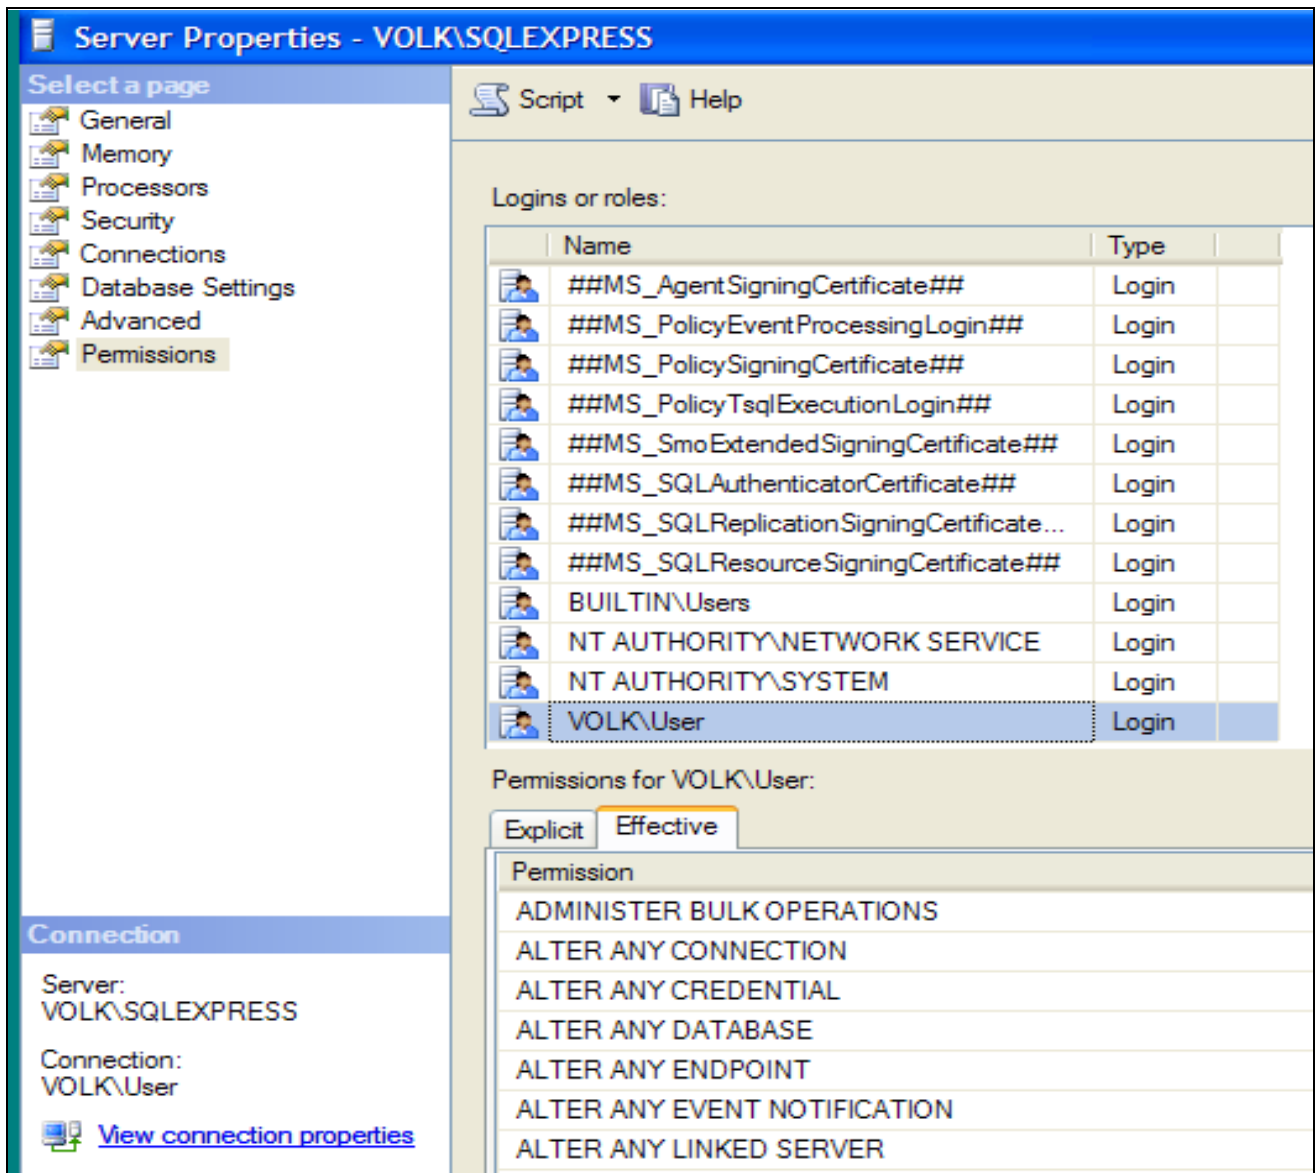 Server Properties - VOLK\SQLEXPRESS
Select a page
General
Memory
Processors
Security
Connections
Database Settings
Advanced
Permissions
Script Help
Logins or roles:
Name Type
##MS_AgentSigningCertificate## Login
##MS_PolicyEventProcessingLogin## Login
##MS_PolicySigningCertificate## Login
##MS_PolicyTsqlExecutionLogin## Login
##MS_SmoExtendedSigningCertificate## Login
##MS_SQLAuthenticatorCertificate## Login
##MS_SQLReplicationSigningCertificate... Login
##MS_SQLResourceSigningCertificate## Login
BUILTIN\Users Login
NT AUTHORITY\NETWORK SERVICE Login
NT AUTHORITY\SYSTEM Login
VOLK\User Login
Permissions for VOLK\User:
Explicit Effective
Permission
ADMINISTER BULK OPERATIONS
ALTER ANY CONNECTION
ALTER ANY CREDENTIAL
ALTER ANY DATABASE
ALTER ANY ENDPOINT
ALTER ANY EVENT NOTIFICATION
ALTER ANY LINKED SERVER
Connection
Server:
VOLK\SQLEXPRESS
Connection:
VOLK\User
View connection properties